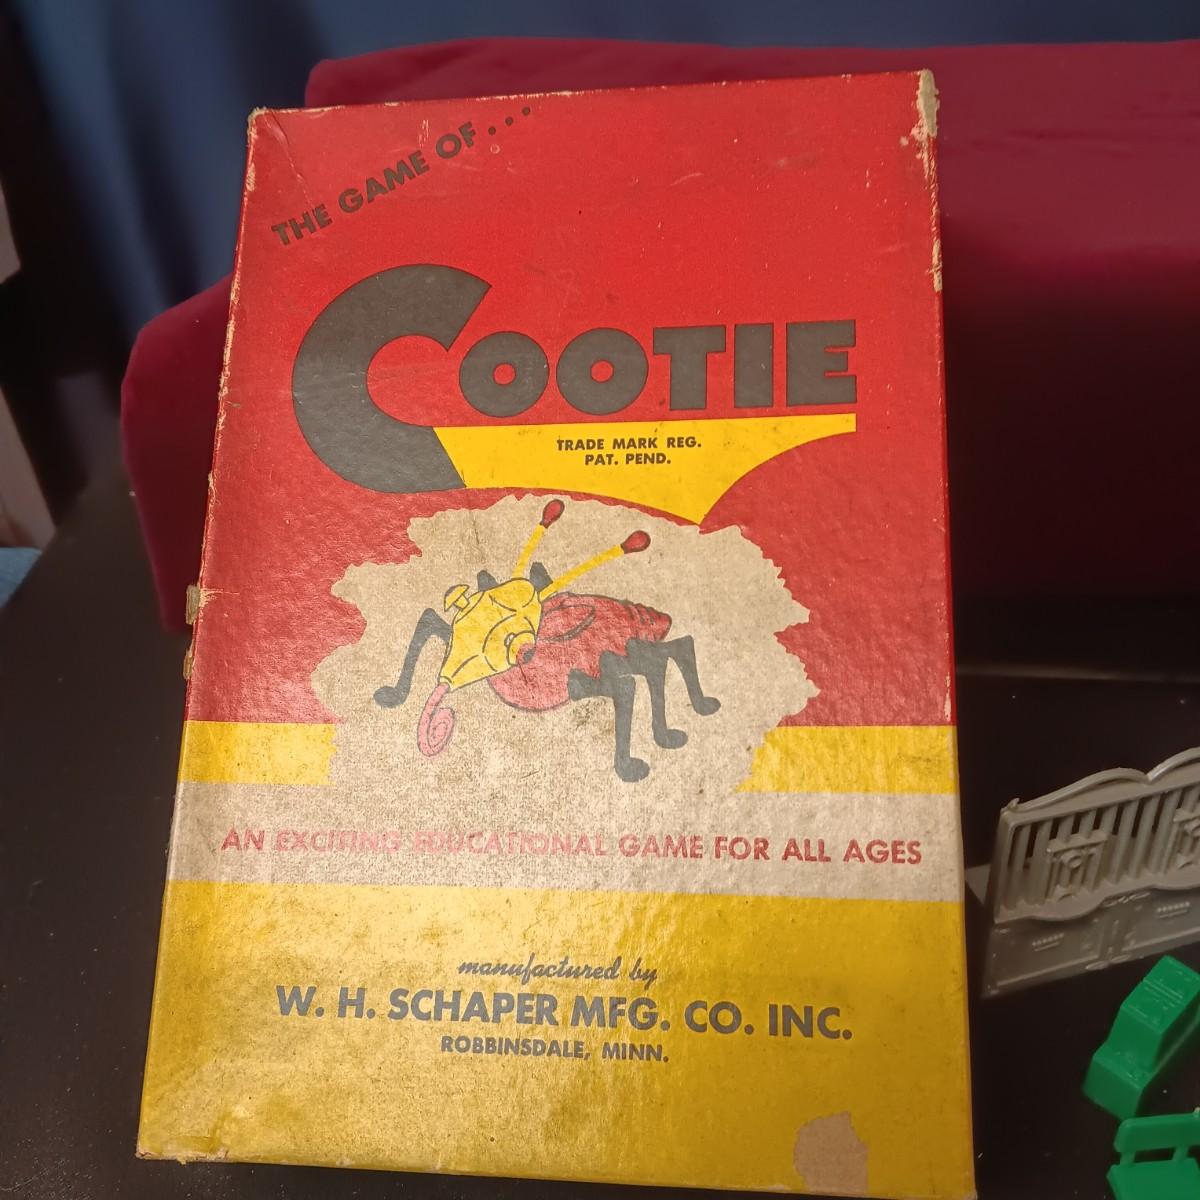 THE GAME OF...
COOTIE
TRADE MARK REG.
PAT. PEND.
AN EXCITING EDUCATIONAL GAME FOR ALL AGES
manufactured by
W. H. SCHAPER MFG. CO. INC.
ROBBINSDALE, MINN.